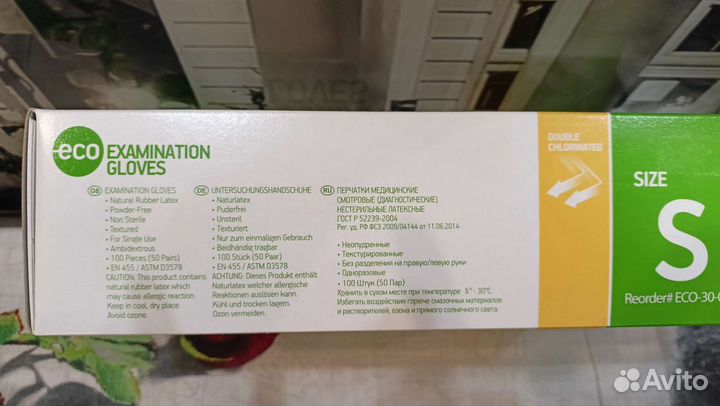 eco EXAMINATION
GLOVES
GB EXAMINATION GLOVES
• Natural Rubber Latex
• Powder-Free
• Non Sterile
• Textured
• For Single Use
• Ambidextrous
• 100 Pieces (50 Pairs)
• EN 455 / ASTM D3578
CAUTION: This product contains
natural rubber latex which
may cause allergic reaction.
Keep in cool, dry place.
Avoid ozone.
DE UNTERSUCHUNGSHANDSCHUHE
• Naturlatex
• Puderfrei
• Unsteril
• Texturiert
• Nur zum einmaligen Gebrauch
• Beidhändig tragbar
• 100 Stück (50 Paar)
• EN 455 / ASTM D3578
ACHTUNG: Dieses Produkt enthält
Naturlatex welcher allergische
Reaktionen auslösen kann.
Kühl und trocken lagern.
Ozon vermeiden.
RU ПЕРЧАТКИ МЕДИЦИНСКИЕ
СМОТРОВЫЕ (ДИАГНОСТИЧЕСКИЕ)
НЕСТЕРИЛЬНЫЕ ЛАТЕКСНЫЕ
ГОСТ Р 52239-2004
Рег. уд. РФ ФСЗ 2009/04144 от 11.06.2014
• Неопудренные
• Текстурированные
• Без разделения на правую/левую руки
• Одноразовые
• 100 Штук (50 Пар)
Хранить в сухом месте при температуре 5°-30°C
Избегать воздействия горюче смазочных материалов
и растворителей, озона и прямого солнечного света.
DOUBLE
CHLORINATED
SIZE
S
Reorder# ECO-30-
Avito